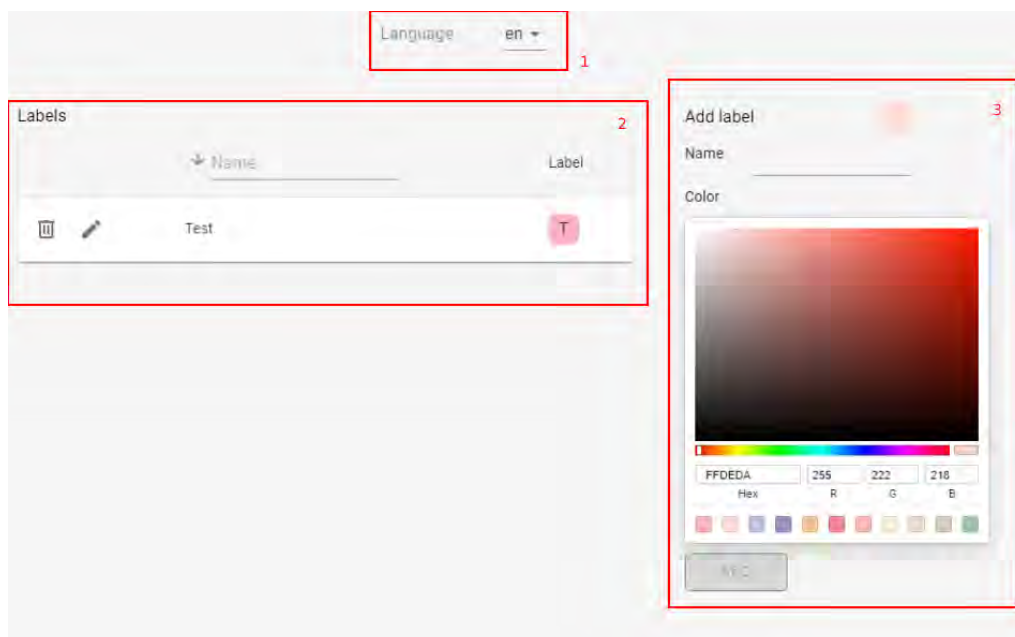 Language en
1
Labels 2
Name Label
Test T
Add label 3
Name
Color
FFDEDA 255 222 218
Hex R G B